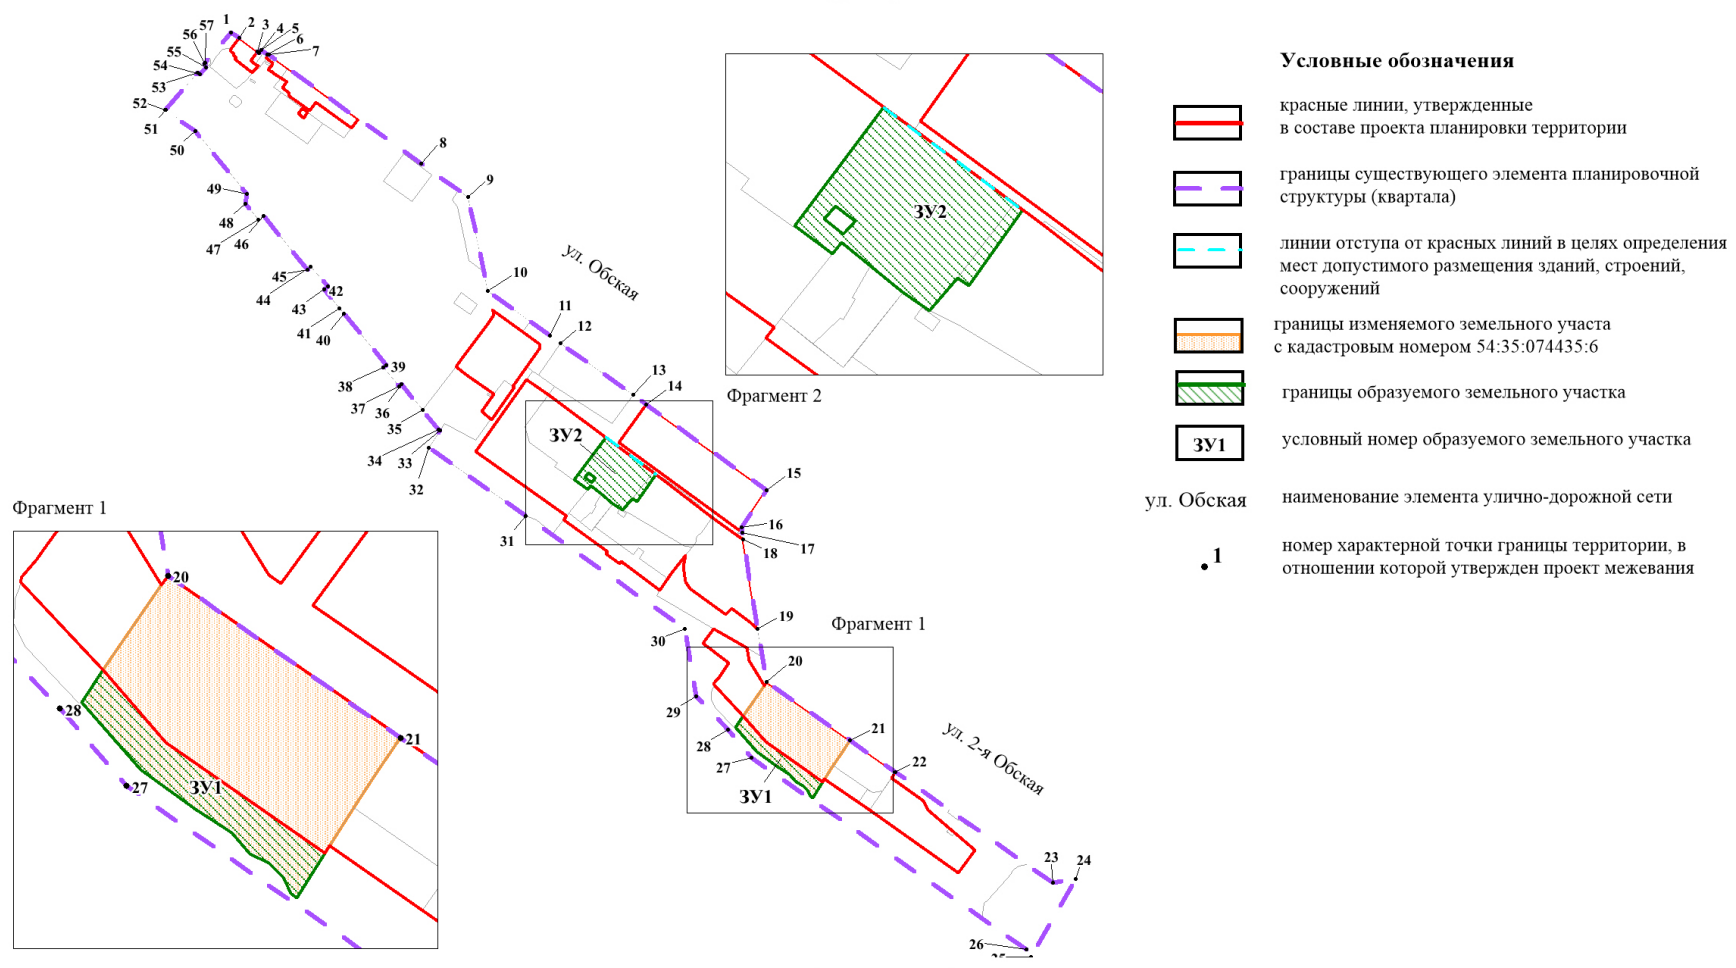 Условные обозначения
красные линии, утвержденные
в составе проекта планировки территории
границы существующего элемента планировочной
структуры (квартала)
линии отступа от красных линий в целях определения
мест допустимого размещения зданий, строений,
сооружений
границы изменяемого земельного участа
с кадастровым номером 54:35:074435:6
границы образуемого земельного участка
ЗУ1
условный номер образуемого земельного участка
ул. Обская
наименование элемента улично-дорожной сети
1
номер характерной точки границы территории, в
отношении которой утвержден проект межевания
1
2
3
4
5
6
7
57
56
55
54
53
52
51
50
49
48
47
46
45
44
43
42
41
40
39
38
37
36
35
34
33
32
31
8
9
10
ул. Обская
11
12
13
14
15
16
17
18
19
ЗУ2
ЗУ2
Фрагмент 2
Фрагмент 1
20
21
22
23
24
25
26
27
28
29
30
ЗУ1
ул. 2-я Обская
Фрагмент 1
20
21
28
27
ЗУ1